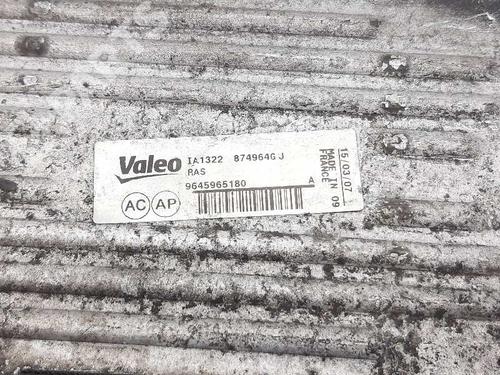 Valeo
IA1322 874964G J
RAS
9645965180 A
AC AP
15/03/07
MADE IN 09
FRANCE